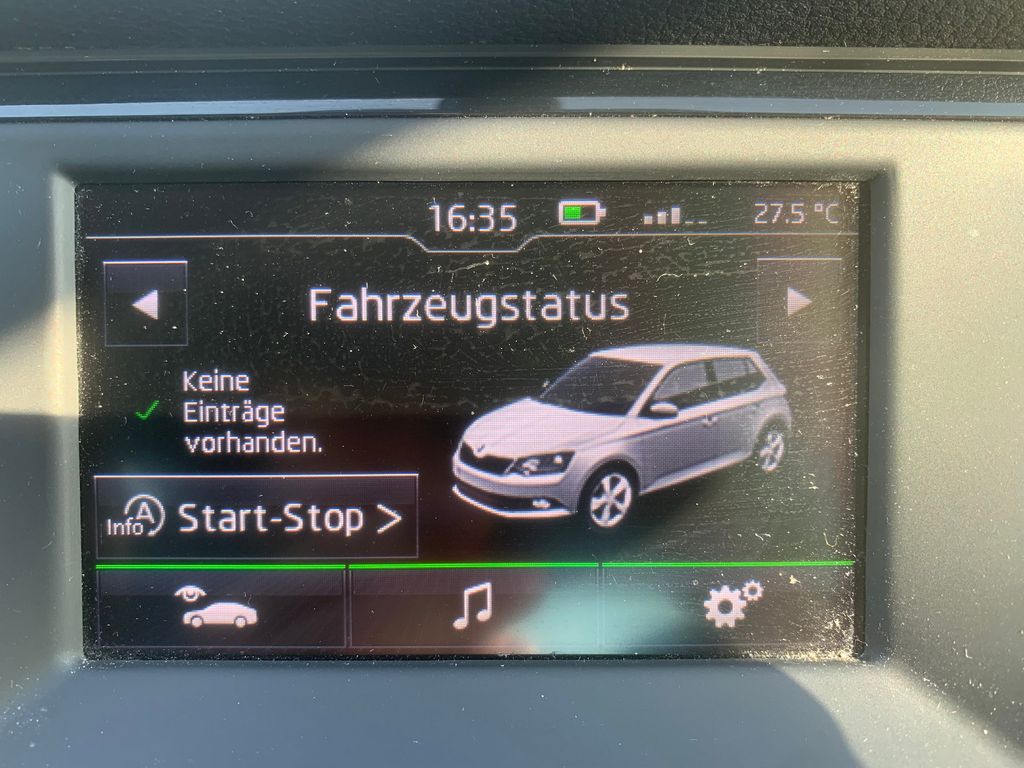 16:35
27.5 °C
Fahrzeugstatus
Keine
Einträge
vorhanden.
Info A Start-Stop >